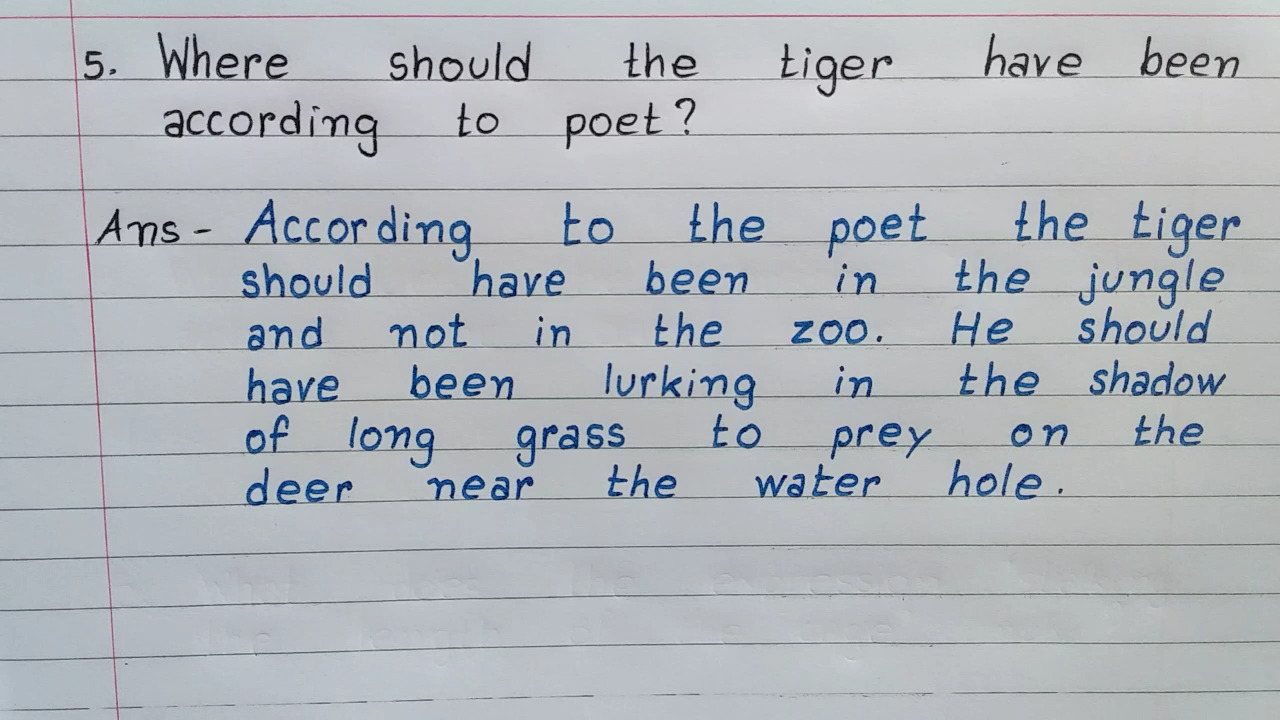 5. Where should the tiger have been
according to poet?
Ans - According to the poet the tiger
should have been in the jungle
and not in the zoo. He should
have been lurking in the shadow
of long grass to prey on the
deer near the water hole.